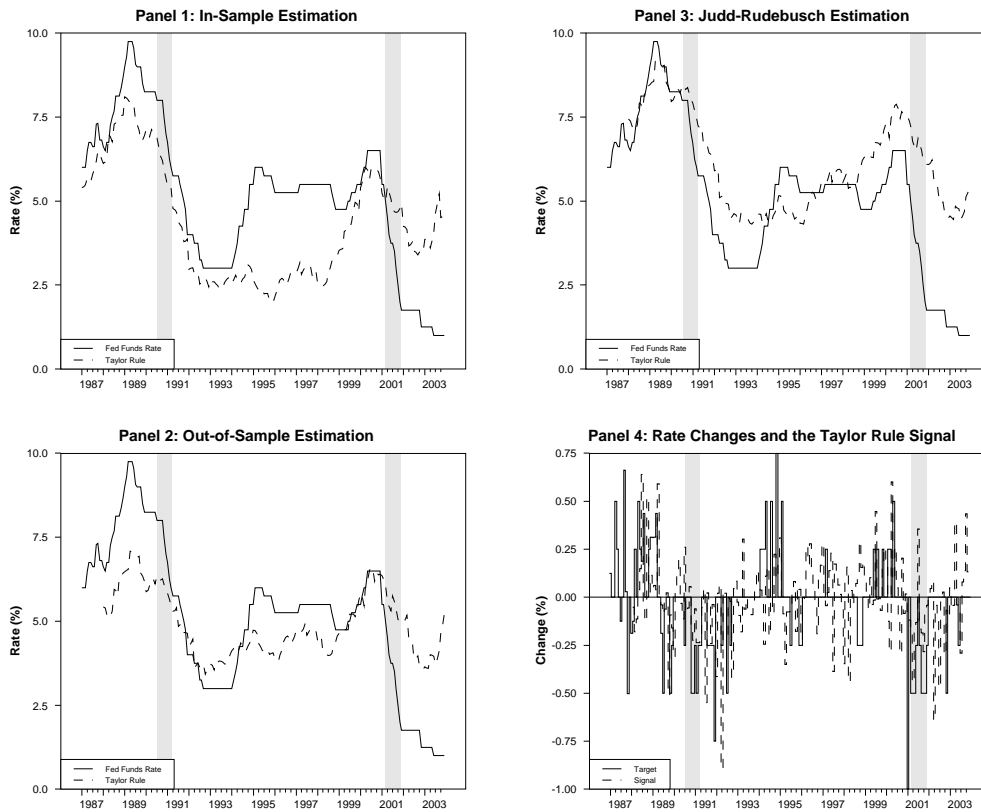 Panel 1: In-Sample Estimation
10.0
7.5
5.0
2.5
0.0
Rate (%)
Fed Funds Rate
Taylor Rule
1987 1989 1991 1993 1995 1997 1999 2001 2003
Panel 3: Judd-Rudebusch Estimation
10.0
7.5
5.0
2.5
0.0
Rate (%)
Fed Funds Rate
Taylor Rule
1987 1989 1991 1993 1995 1997 1999 2001 2003
Panel 2: Out-of-Sample Estimation
10.0
7.5
5.0
2.5
0.0
Rate (%)
Fed Funds Rate
Taylor Rule
1987 1989 1991 1993 1995 1997 1999 2001 2003
Panel 4: Rate Changes and the Taylor Rule Signal
0.75
0.50
0.25
0.00
-0.25
-0.50
-0.75
-1.00
Change (%)
Target
Signal
1987 1989 1991 1993 1995 1997 1999 2001 2003